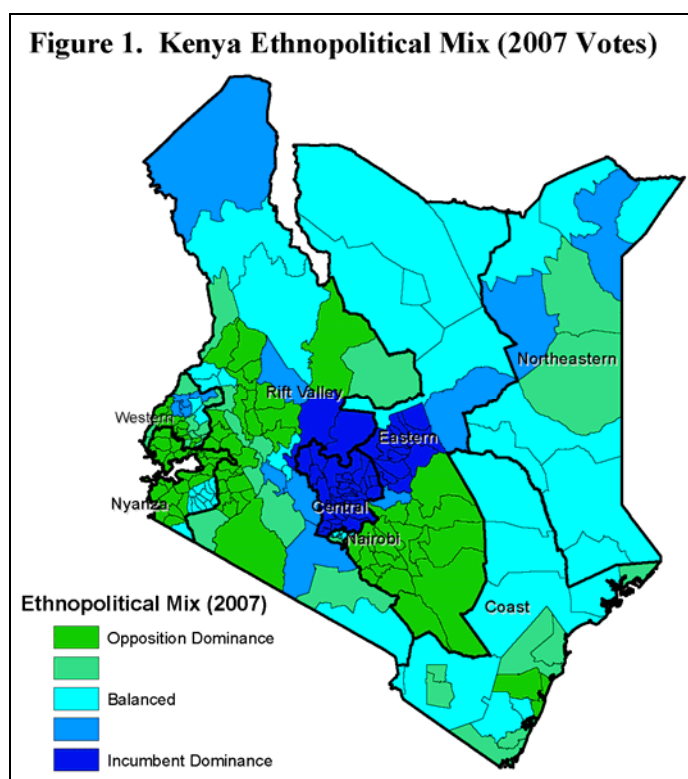 Figure 1.  Kenya Ethnopolitical Mix (2007 Votes)
Northeastern
Rift Valley
Western
Eastern
Nyanza
Central
Nairobi
Coast
Ethnopolitical Mix (2007)
Opposition Dominance
Balanced
Incumbent Dominance